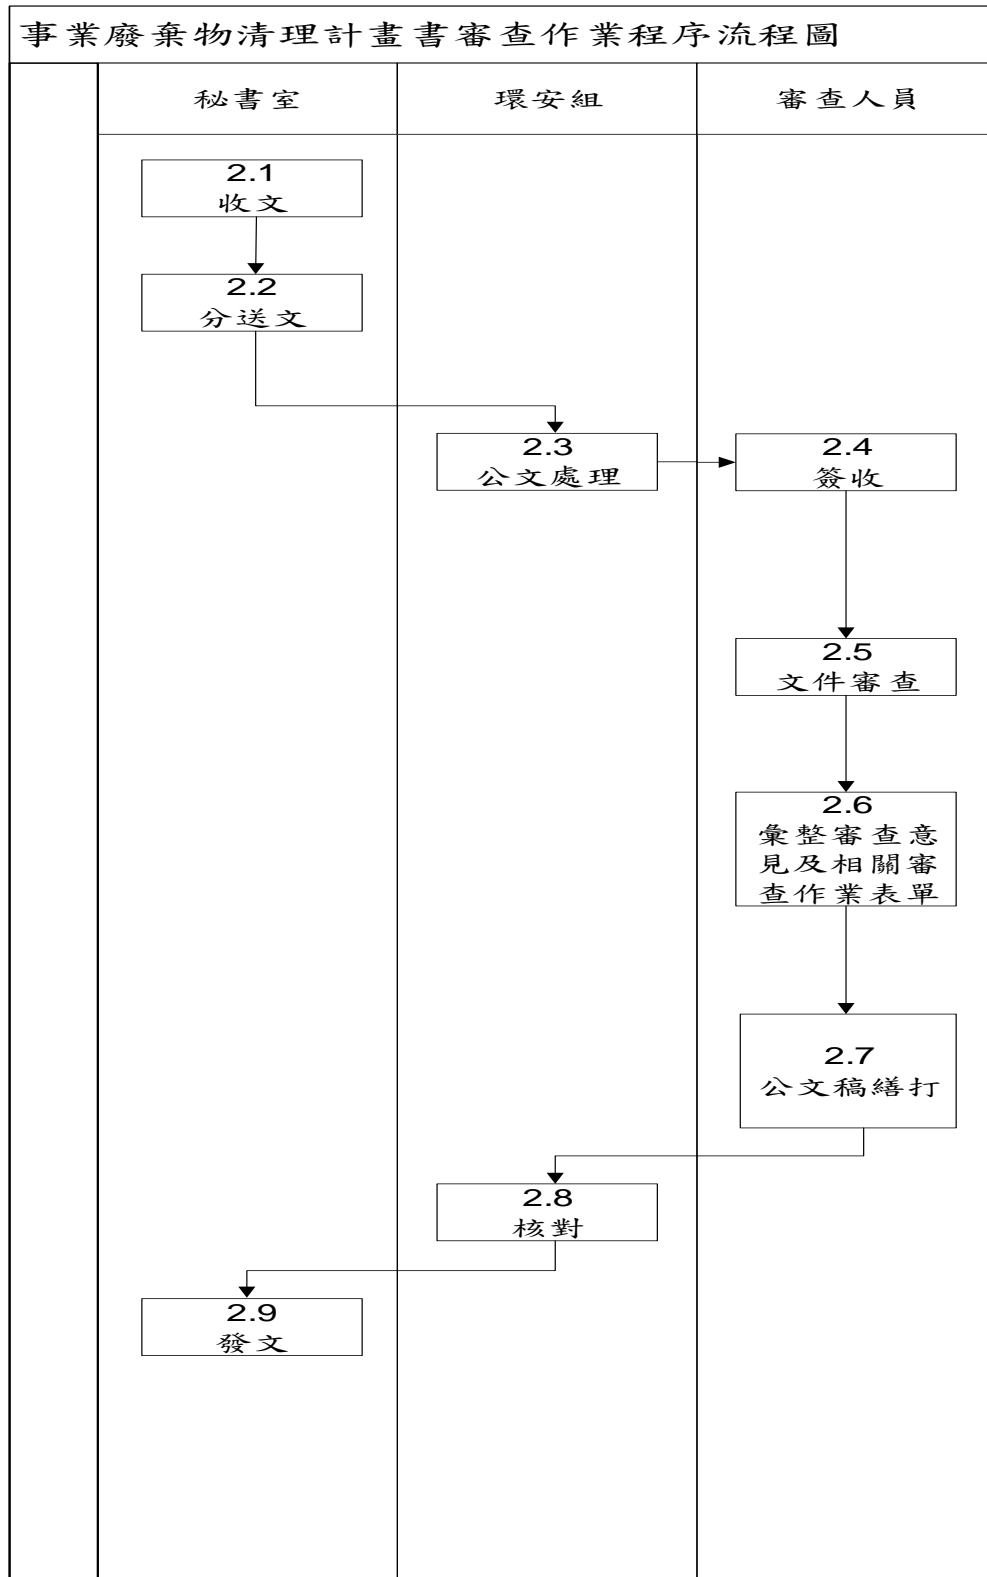 事業廢棄物清理計畫書審查作業程序流程圖
秘書室
環安組
審查人員
2.1
收文
2.2
分送文
2.3
公文處理
2.4
簽收
2.5
文件審查
2.6
彙整審查意
見及相關審
查作業表單
2.7
公文稿繕打
2.8
核對
2.9
發文